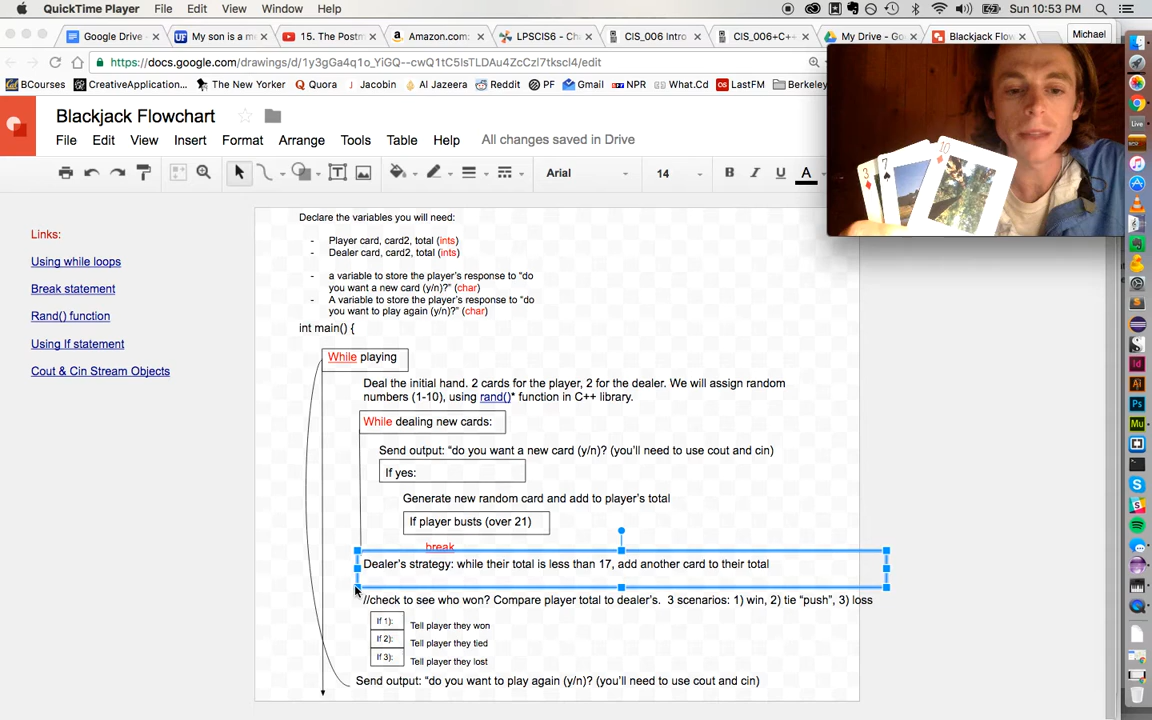 QuickTime Player File Edit View Window Help Sun 10:53 PM
Google Drive - My son is a m 15. The Postm Amazon.com: LPSCIS6 - Ch CIS_006 Intro CIS_006+C++ My Drive - Go Blackjack Flow Michael
https://docs.google.com/drawings/d/1y3gGa4q1o_YiGQ--cwQ1tC5IsTLDAu4ZcCzl7tkscl4/edit
BCourses CreativeApplication... The New Yorker Quora Jacobin Al Jazeera Reddit PF Gmail NPR What.Cd LastFM Berkeley
Blackjack Flowchart
File Edit View Insert Format Arrange Tools Table Help All changes saved in Drive
Arial 14 B I U A
3 7 10
Live
Links:
Using while loops
Break statement
Rand() function
Using If statement
Cout & Cin Stream Objects
Declare the variables you will need:
- Player card, card2, total (ints)
- Dealer card, card2, total (ints)
- a variable to store the player's response to "do
you want a new card (y/n)?" (char)
- A variable to store the player's response to "do
you want to play again (y/n)?" (char)
int main() {
While playing
Deal the initial hand. 2 cards for the player, 2 for the dealer. We will assign random
numbers (1-10), using rand()* function in C++ library.
While dealing new cards:
Send output: "do you want a new card (y/n)? (you'll need to use cout and cin)
If yes:
Generate new random card and add to player's total
If player busts (over 21)
break
Dealer's strategy: while their total is less than 17, add another card to their total
//check to see who won? Compare player total to dealer's. 3 scenarios: 1) win, 2) tie "push", 3) loss
If 1): Tell player they won
If 2): Tell player they tied
If 3): Tell player they lost
Send output: "do you want to play again (y/n)? (you'll need to use cout and cin)
Id
Ai
Ps
Mu